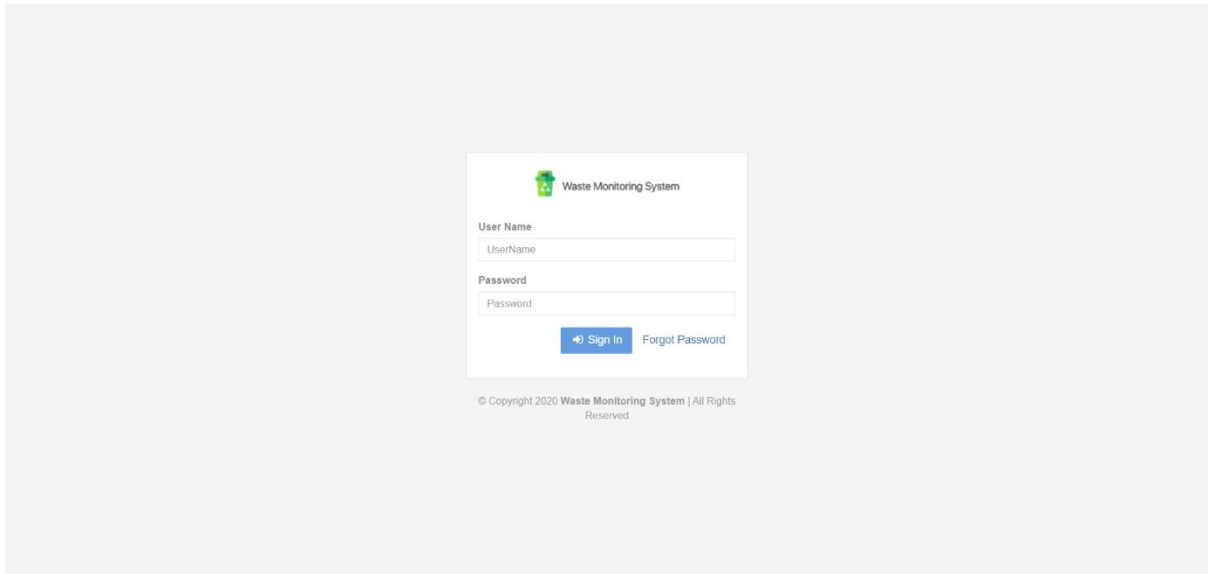 Waste Monitoring System
User Name
UserName
Password
Password
Sign In Forgot Password
© Copyright 2020 Waste Monitoring System | All Rights
Reserved